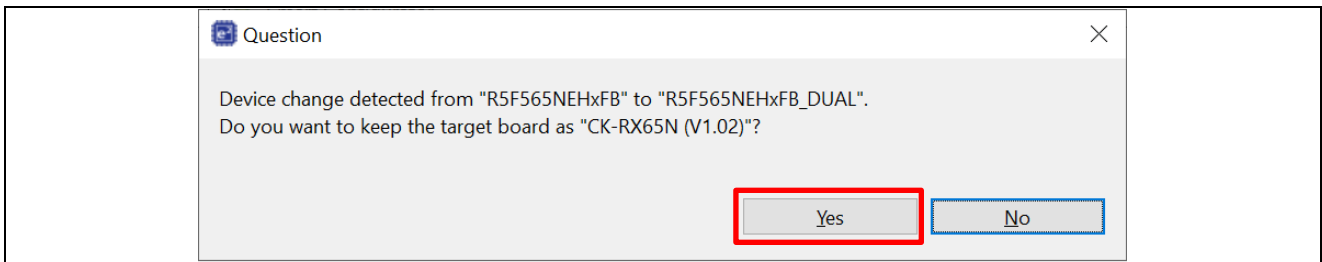 Question
Device change detected from "R5F565NEHxFB" to "R5F565NEHxFB_DUAL".
Do you want to keep the target board as "CK-RX65N (V1.02)"?
Yes No